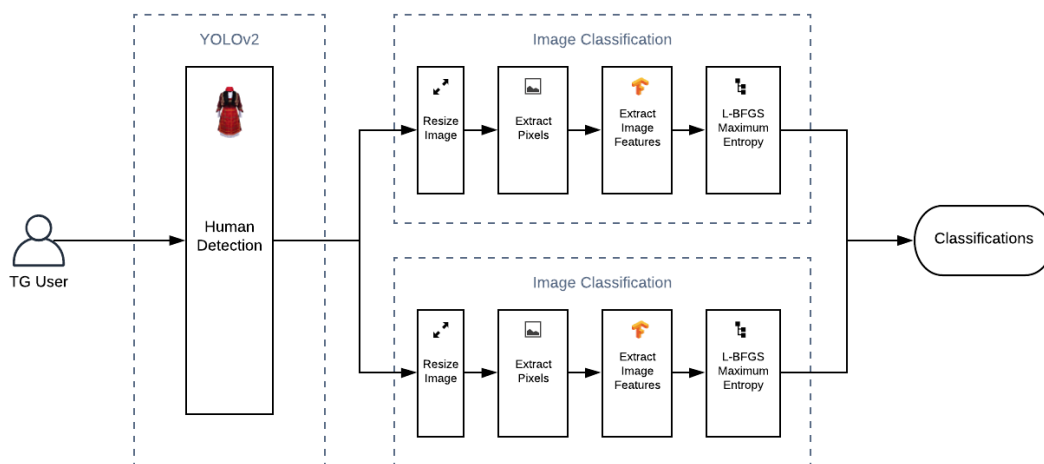 YOLOv2
Human
Detection
TG User
Image Classification
Resize
Image
Extract
Pixels
Extract
Image
Features
L-BFGS
Maximum
Entropy
Image Classification
Resize
Image
Extract
Pixels
Extract
Image
Features
L-BFGS
Maximum
Entropy
Classifications